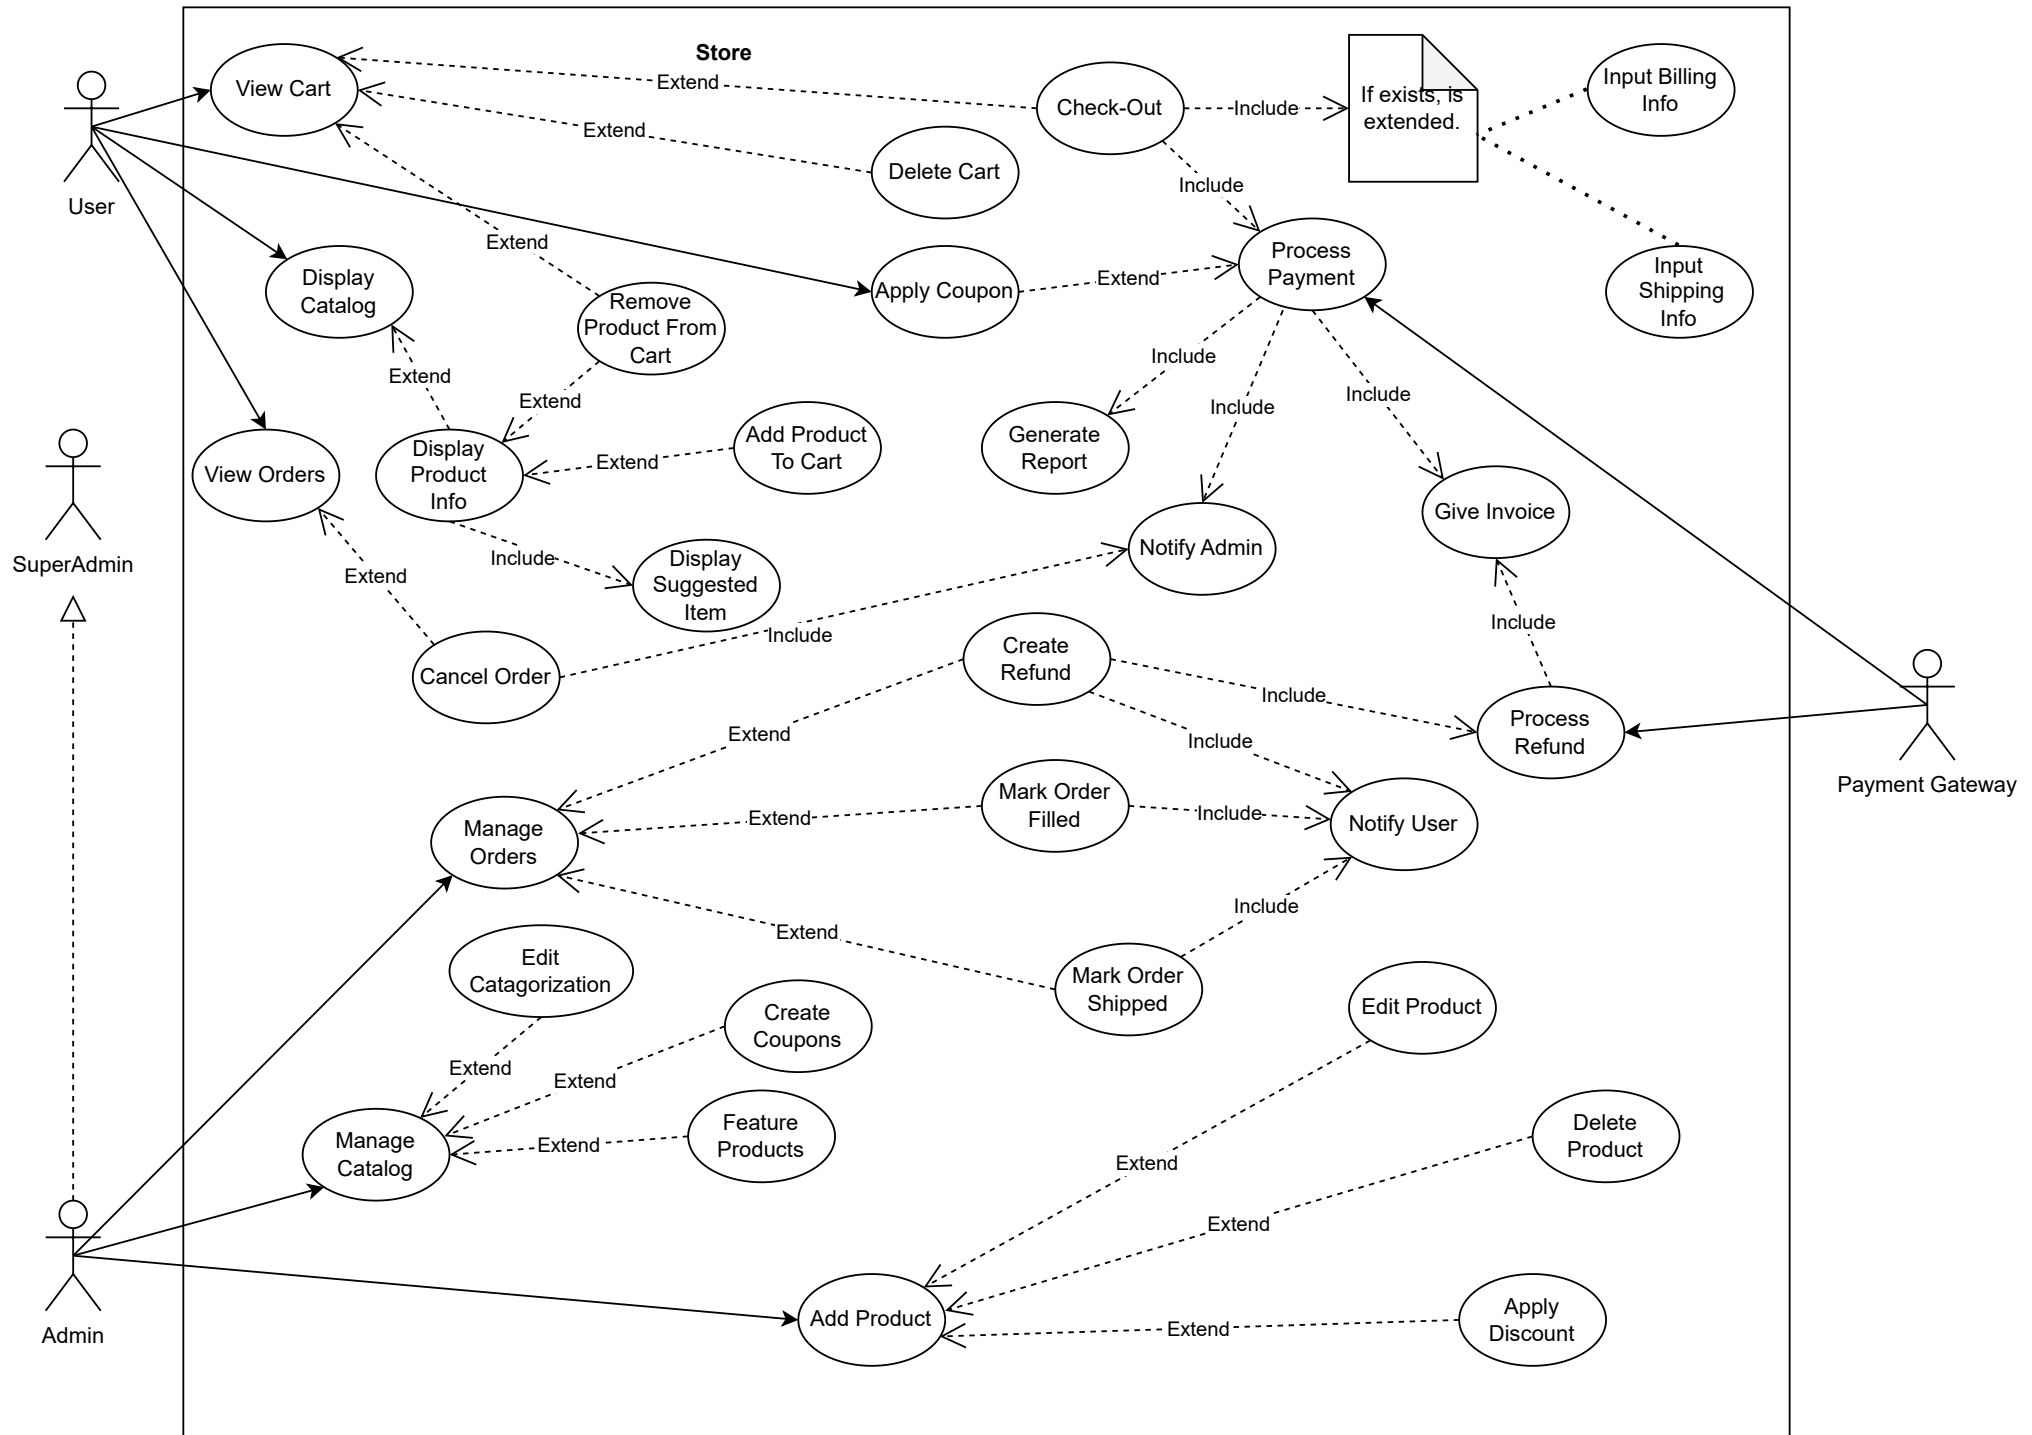 Store
View Cart
Extend
Check-Out
Include
If exists, is
extended.
Input Billing
Info
Extend
Delete Cart
Include
User
Extend
Process
Payment
Display
Catalog
Apply Coupon
Extend
Input
Shipping
Info
Remove
Product From
Cart
Include
Extend
Extend
Include
Include
View Orders
Display
Product
Info
Extend
Add Product
To Cart
Generate
Report
Give Invoice
SuperAdmin
Include
Display
Suggested
Item
Notify Admin
Extend
Include
Include
Cancel Order
Create
Refund
Include
Process
Refund
Extend
Include
Payment Gateway
Manage
Orders
Extend
Mark Order
Filled
Include
Notify User
Extend
Include
Edit
Catagorization
Mark Order
Shipped
Edit Product
Create
Coupons
Extend
Extend
Manage
Catalog
Extend
Feature
Products
Delete
Product
Extend
Extend
Admin
Add Product
Extend
Apply
Discount